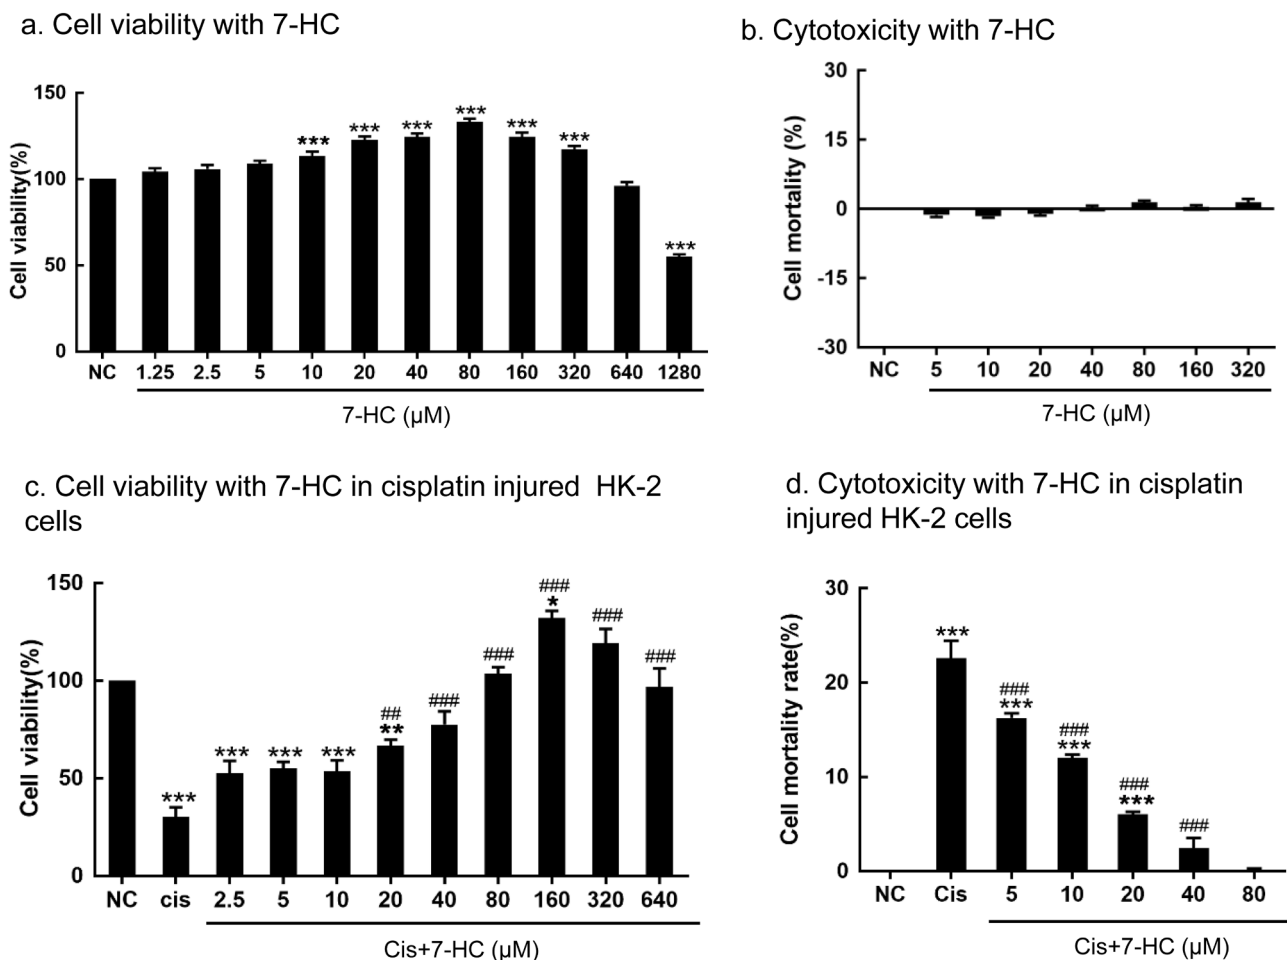 a. Cell viability with 7-HC
Cell viability(%)
150
100
50
0
***
***
***
***
***
***
***
NC 1.25 2.5 5 10 20 40 80 160 320 640 1280
7-HC (μM)
b. Cytotoxicity with 7-HC
Cell mortality (%)
30
15
0
-15
-30
NC 5 10 20 40 80 160 320
7-HC (μM)
c. Cell viability with 7-HC in cisplatin injured HK-2
cells
Cell viability(%)
150
100
50
0
***
***
***
***
##
**
###
###
###
*
###
###
NC cis 2.5 5 10 20 40 80 160 320 640
Cis+7-HC (μM)
d. Cytotoxicity with 7-HC in cisplatin
injured HK-2 cells
Cell mortality rate(%)
30
20
10
0
***
###
***
###
***
###
***
###
NC Cis 5 10 20 40 80
Cis+7-HC (μM)